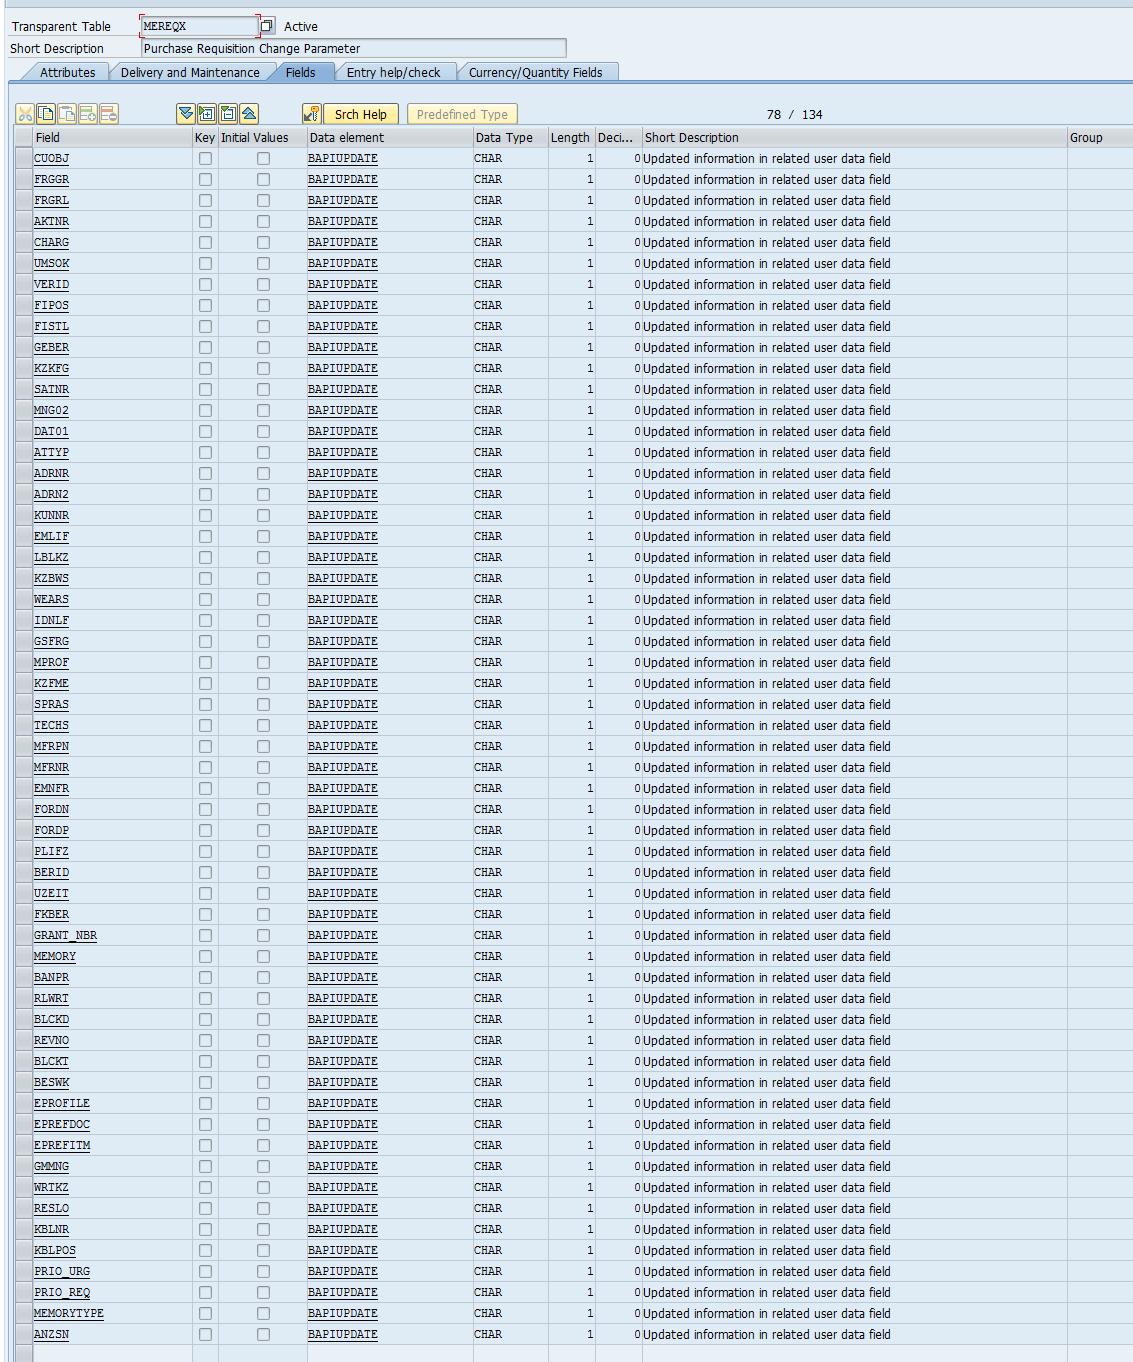 Transparent Table MEREQX Active
Short Description Purchase Requisition Change Parameter
Attributes Delivery and Maintenance Fields Entry help/check Currency/Quantity Fields
Srch Help Predefined Type 78 / 134
Field Key Initial Values Data element Data Type Length Deci... Short Description Group
CUOBJ BAPIUPDATE CHAR 1 0 Updated information in related user data field
FRGGR BAPIUPDATE CHAR 1 0 Updated information in related user data field
FRGRL BAPIUPDATE CHAR 1 0 Updated information in related user data field
AKTNR BAPIUPDATE CHAR 1 0 Updated information in related user data field
CHARG BAPIUPDATE CHAR 1 0 Updated information in related user data field
UMSOK BAPIUPDATE CHAR 1 0 Updated information in related user data field
VERID BAPIUPDATE CHAR 1 0 Updated information in related user data field
FIPOS BAPIUPDATE CHAR 1 0 Updated information in related user data field
FISTL BAPIUPDATE CHAR 1 0 Updated information in related user data field
GEBER BAPIUPDATE CHAR 1 0 Updated information in related user data field
KZKFG BAPIUPDATE CHAR 1 0 Updated information in related user data field
SATNR BAPIUPDATE CHAR 1 0 Updated information in related user data field
MNG02 BAPIUPDATE CHAR 1 0 Updated information in related user data field
DAT01 BAPIUPDATE CHAR 1 0 Updated information in related user data field
ATTYP BAPIUPDATE CHAR 1 0 Updated information in related user data field
ADRNR BAPIUPDATE CHAR 1 0 Updated information in related user data field
ADRN2 BAPIUPDATE CHAR 1 0 Updated information in related user data field
KUNNR BAPIUPDATE CHAR 1 0 Updated information in related user data field
EMLIF BAPIUPDATE CHAR 1 0 Updated information in related user data field
LBLKZ BAPIUPDATE CHAR 1 0 Updated information in related user data field
KZBWS BAPIUPDATE CHAR 1 0 Updated information in related user data field
WEARS BAPIUPDATE CHAR 1 0 Updated information in related user data field
IDNLF BAPIUPDATE CHAR 1 0 Updated information in related user data field
GSFRG BAPIUPDATE CHAR 1 0 Updated information in related user data field
MPROF BAPIUPDATE CHAR 1 0 Updated information in related user data field
KZFME BAPIUPDATE CHAR 1 0 Updated information in related user data field
SPRAS BAPIUPDATE CHAR 1 0 Updated information in related user data field
TECHS BAPIUPDATE CHAR 1 0 Updated information in related user data field
MFRPN BAPIUPDATE CHAR 1 0 Updated information in related user data field
MFRNR BAPIUPDATE CHAR 1 0 Updated information in related user data field
EMNFR BAPIUPDATE CHAR 1 0 Updated information in related user data field
FORDN BAPIUPDATE CHAR 1 0 Updated information in related user data field
FORDP BAPIUPDATE CHAR 1 0 Updated information in related user data field
PLIFZ BAPIUPDATE CHAR 1 0 Updated information in related user data field
BERID BAPIUPDATE CHAR 1 0 Updated information in related user data field
UZEIT BAPIUPDATE CHAR 1 0 Updated information in related user data field
FKBER BAPIUPDATE CHAR 1 0 Updated information in related user data field
GRANT_NBR BAPIUPDATE CHAR 1 0 Updated information in related user data field
MEMORY BAPIUPDATE CHAR 1 0 Updated information in related user data field
BANPR BAPIUPDATE CHAR 1 0 Updated information in related user data field
RLWRT BAPIUPDATE CHAR 1 0 Updated information in related user data field
BLCKD BAPIUPDATE CHAR 1 0 Updated information in related user data field
REVNO BAPIUPDATE CHAR 1 0 Updated information in related user data field
BLCKT BAPIUPDATE CHAR 1 0 Updated information in related user data field
BESWK BAPIUPDATE CHAR 1 0 Updated information in related user data field
EPROFILE BAPIUPDATE CHAR 1 0 Updated information in related user data field
EPREFDOC BAPIUPDATE CHAR 1 0 Updated information in related user data field
EPREFITM BAPIUPDATE CHAR 1 0 Updated information in related user data field
GMMNG BAPIUPDATE CHAR 1 0 Updated information in related user data field
WRTKZ BAPIUPDATE CHAR 1 0 Updated information in related user data field
RESLO BAPIUPDATE CHAR 1 0 Updated information in related user data field
KBLNR BAPIUPDATE CHAR 1 0 Updated information in related user data field
KBLPOS BAPIUPDATE CHAR 1 0 Updated information in related user data field
PRIO_URG BAPIUPDATE CHAR 1 0 Updated information in related user data field
PRIO_REQ BAPIUPDATE CHAR 1 0 Updated information in related user data field
MEMORYTYPE BAPIUPDATE CHAR 1 0 Updated information in related user data field
ANZSN BAPIUPDATE CHAR 1 0 Updated information in related user data field